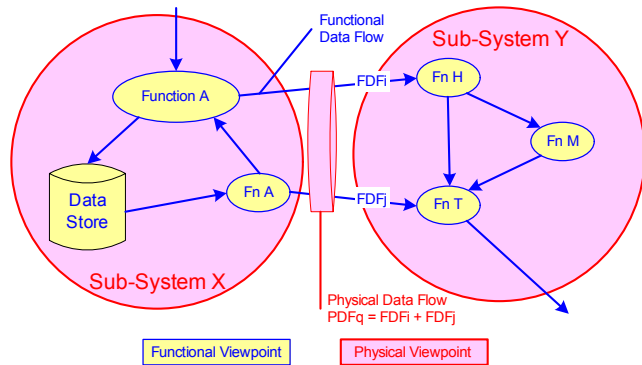 Functional
Data Flow
Sub-System Y
Function A
FDFi
Fn H
Fn M
Data
Store
Fn A
FDFj
Fn T
Sub-System X
Physical Data Flow
PDFq = FDFi + FDFj
Functional Viewpoint
Physical Viewpoint